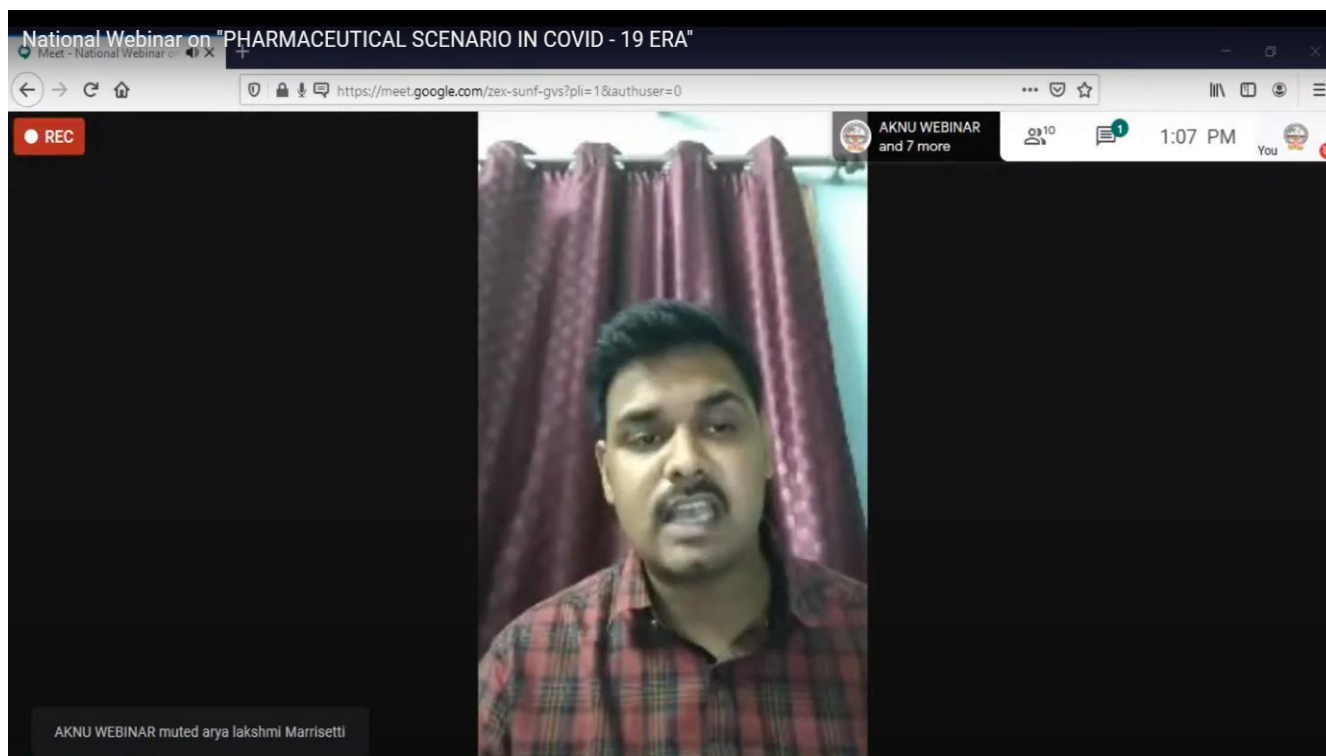 National Webinar on "PHARMACEUTICAL SCENARIO IN COVID - 19 ERA"
Meet - National Webinar o
https://meet.google.com/zex-sunf-gvs?pli=1&authuser=0
REC
AKNU WEBINAR
and 7 more
10
1
1:07 PM
You
AKNU WEBINAR muted arya lakshmi Marrisetti